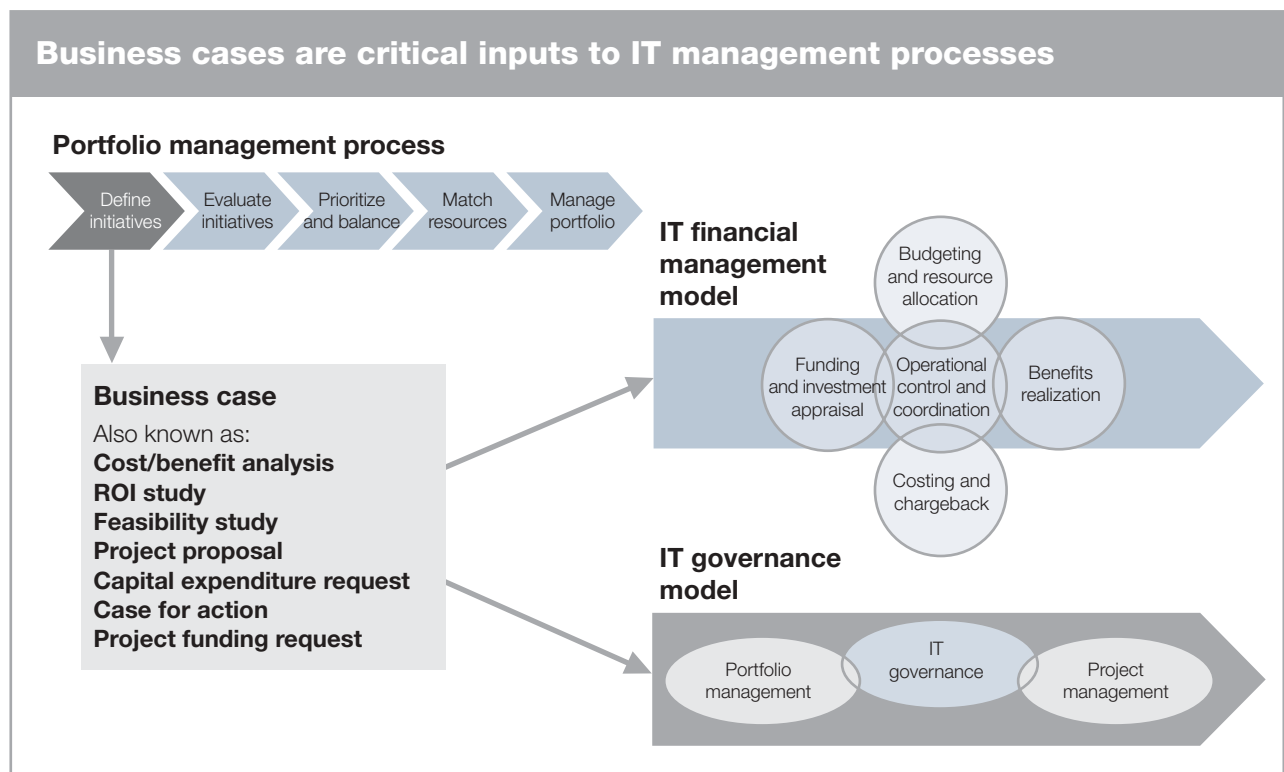 Business cases are critical inputs to IT management processes
Portfolio management process
Define
initiatives
Evaluate
initiatives
Prioritize
and balance
Match
resources
Manage
portfolio
Business case
Also known as:
Cost/benefit analysis
ROI study
Feasibility study
Project proposal
Capital expenditure request
Case for action
Project funding request
IT financial
management
model
Budgeting
and resource
allocation
Funding
and investment
appraisal
Operational
control and
coordination
Benefits
realization
Costing and
chargeback
IT governance
model
Portfolio
management
IT
governance
Project
management